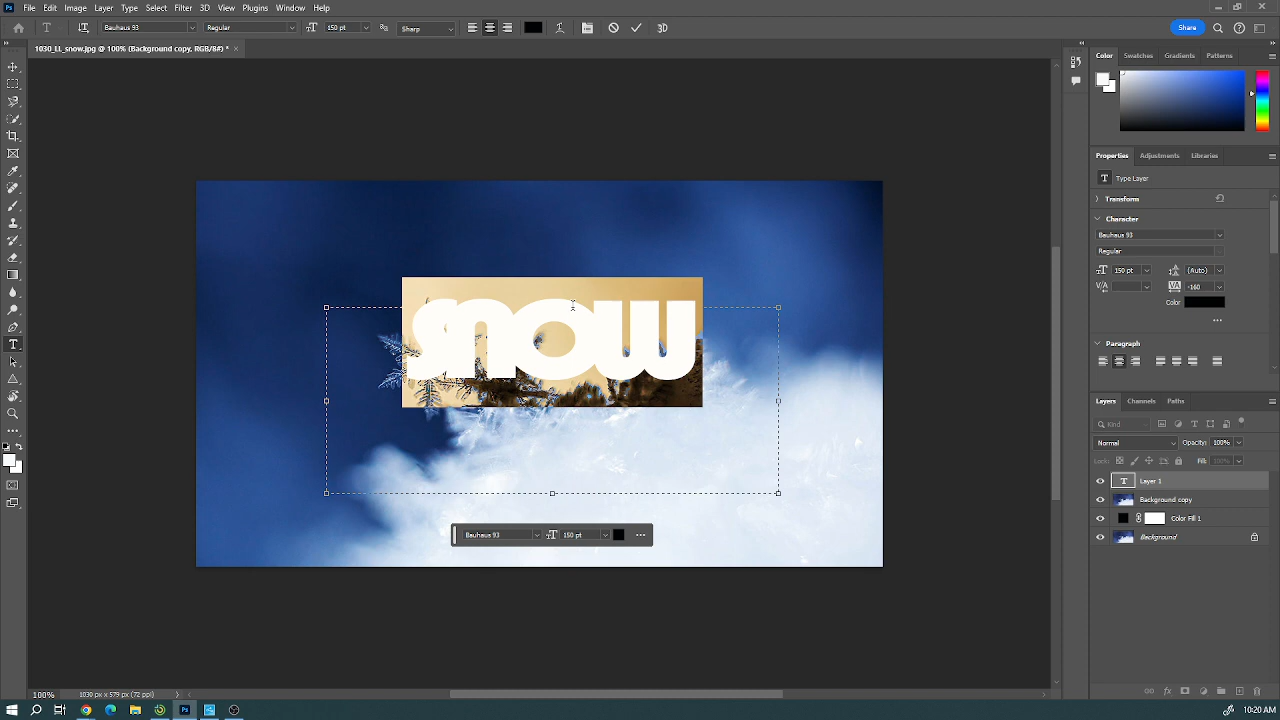 File Edit Image Layer Type Select Filter 3D View Plugins Window Help
Bauhaus 93 Regular 150 pt Sharp 3D Share
1030_LL_snow.jpg @ 100% (Background copy, RGB/8#) *
Color Swatches Gradients Patterns
Properties Adjustments Libraries
Type Layer
Transform
Character
Bauhaus 93
Regular
150 pt (Auto)
-160
Color
Paragraph
Layers Channels Paths
Kind
Normal Opacity: 100%
Lock: Fill: 100%
Layer 1
Background copy
Color Fill 1
Background
snow
Bauhaus 93 150 pt
100% 1030 px x 579 px (72 ppi)
10:20 AM